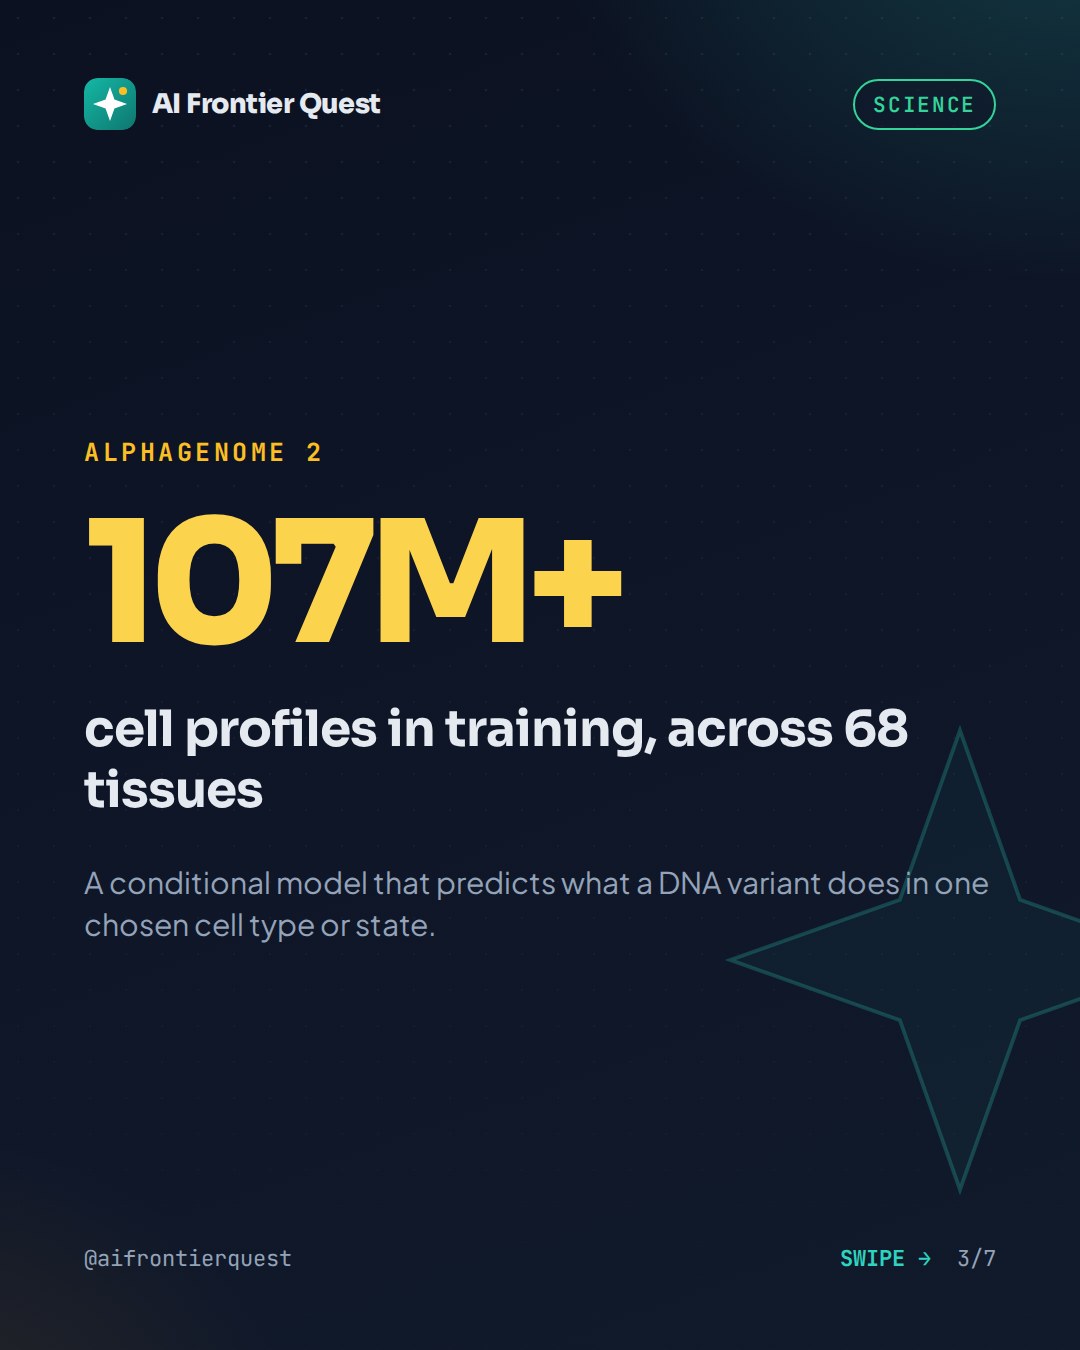 AI Frontier Quest
SCIENCE
ALPHAGENOME 2
107M+
cell profiles in training, across 68
tissues
A conditional model that predicts what a DNA variant does in one
chosen cell type or state.
@aifrontierquest
SWIPE → 3/7